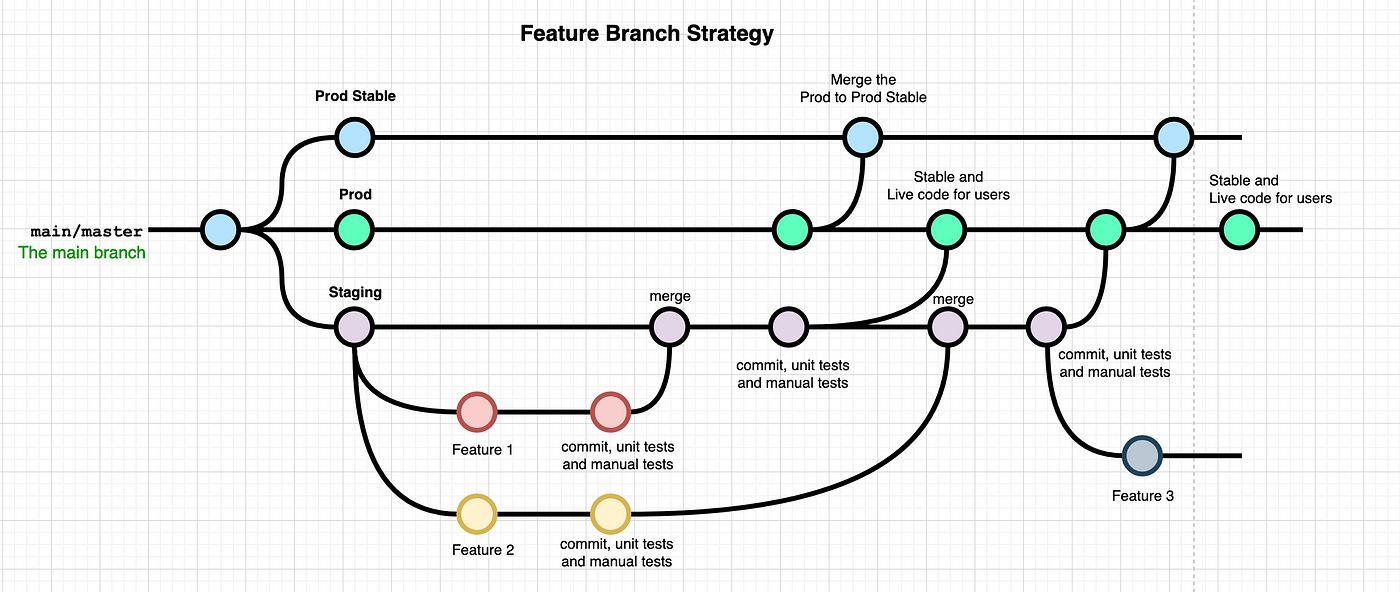 Feature Branch Strategy
Merge the
Prod to Prod Stable
Prod Stable
Stable and
Live code for users
Stable and
Live code for users
Prod
main/master
The main branch
Staging
merge
merge
commit, unit tests
and manual tests
commit, unit tests
and manual tests
Feature 1
commit, unit tests
and manual tests
Feature 3
Feature 2
commit, unit tests
and manual tests